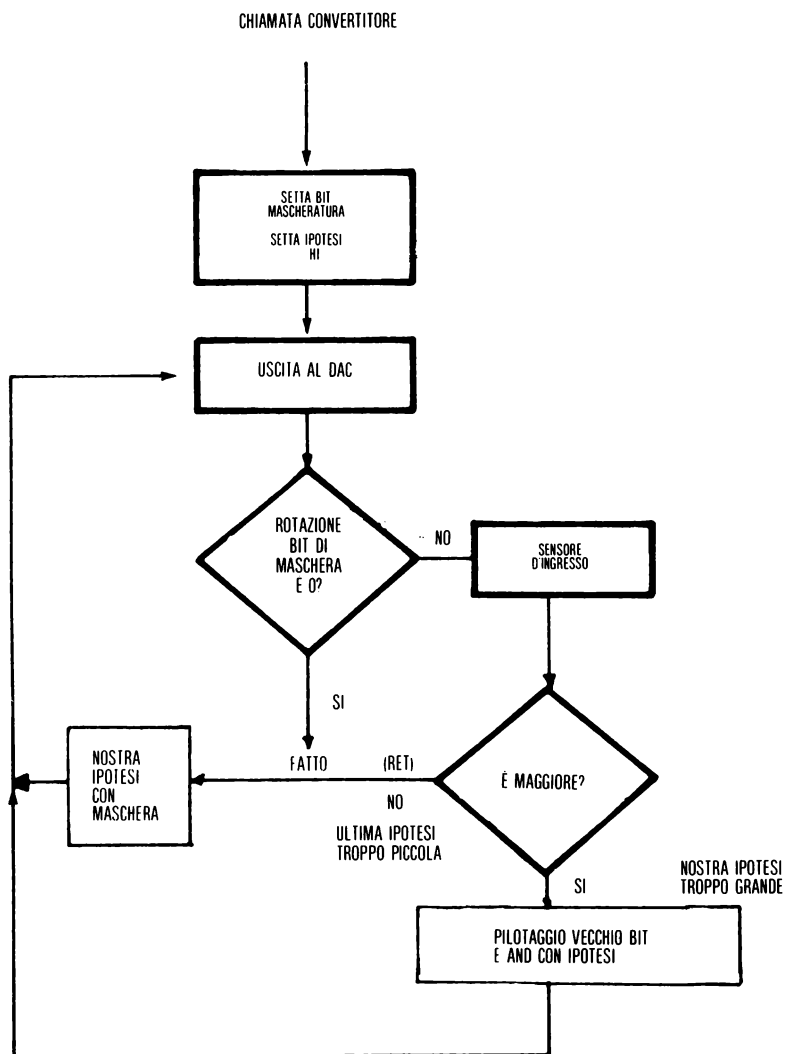 CHIAMATA CONVERTITORE
SETTA BIT
MASCHERATURA
SETTA IPOTESI
HI
USCITA AL DAC
ROTAZIONE
BIT DI
MASCHERA
E 0?
NO
SENSORE
D'INGRESSO
SI
È MAGGIORE?
FATTO
(RET)
NO
ULTIMA IPOTESI
TROPPO PICCOLA
NOSTRA
IPOTESI
CON
MASCHERA
SI
NOSTRA IPOTESI
TROPPO GRANDE
PILOTAGGIO VECCHIO BIT
E AND CON IPOTESI